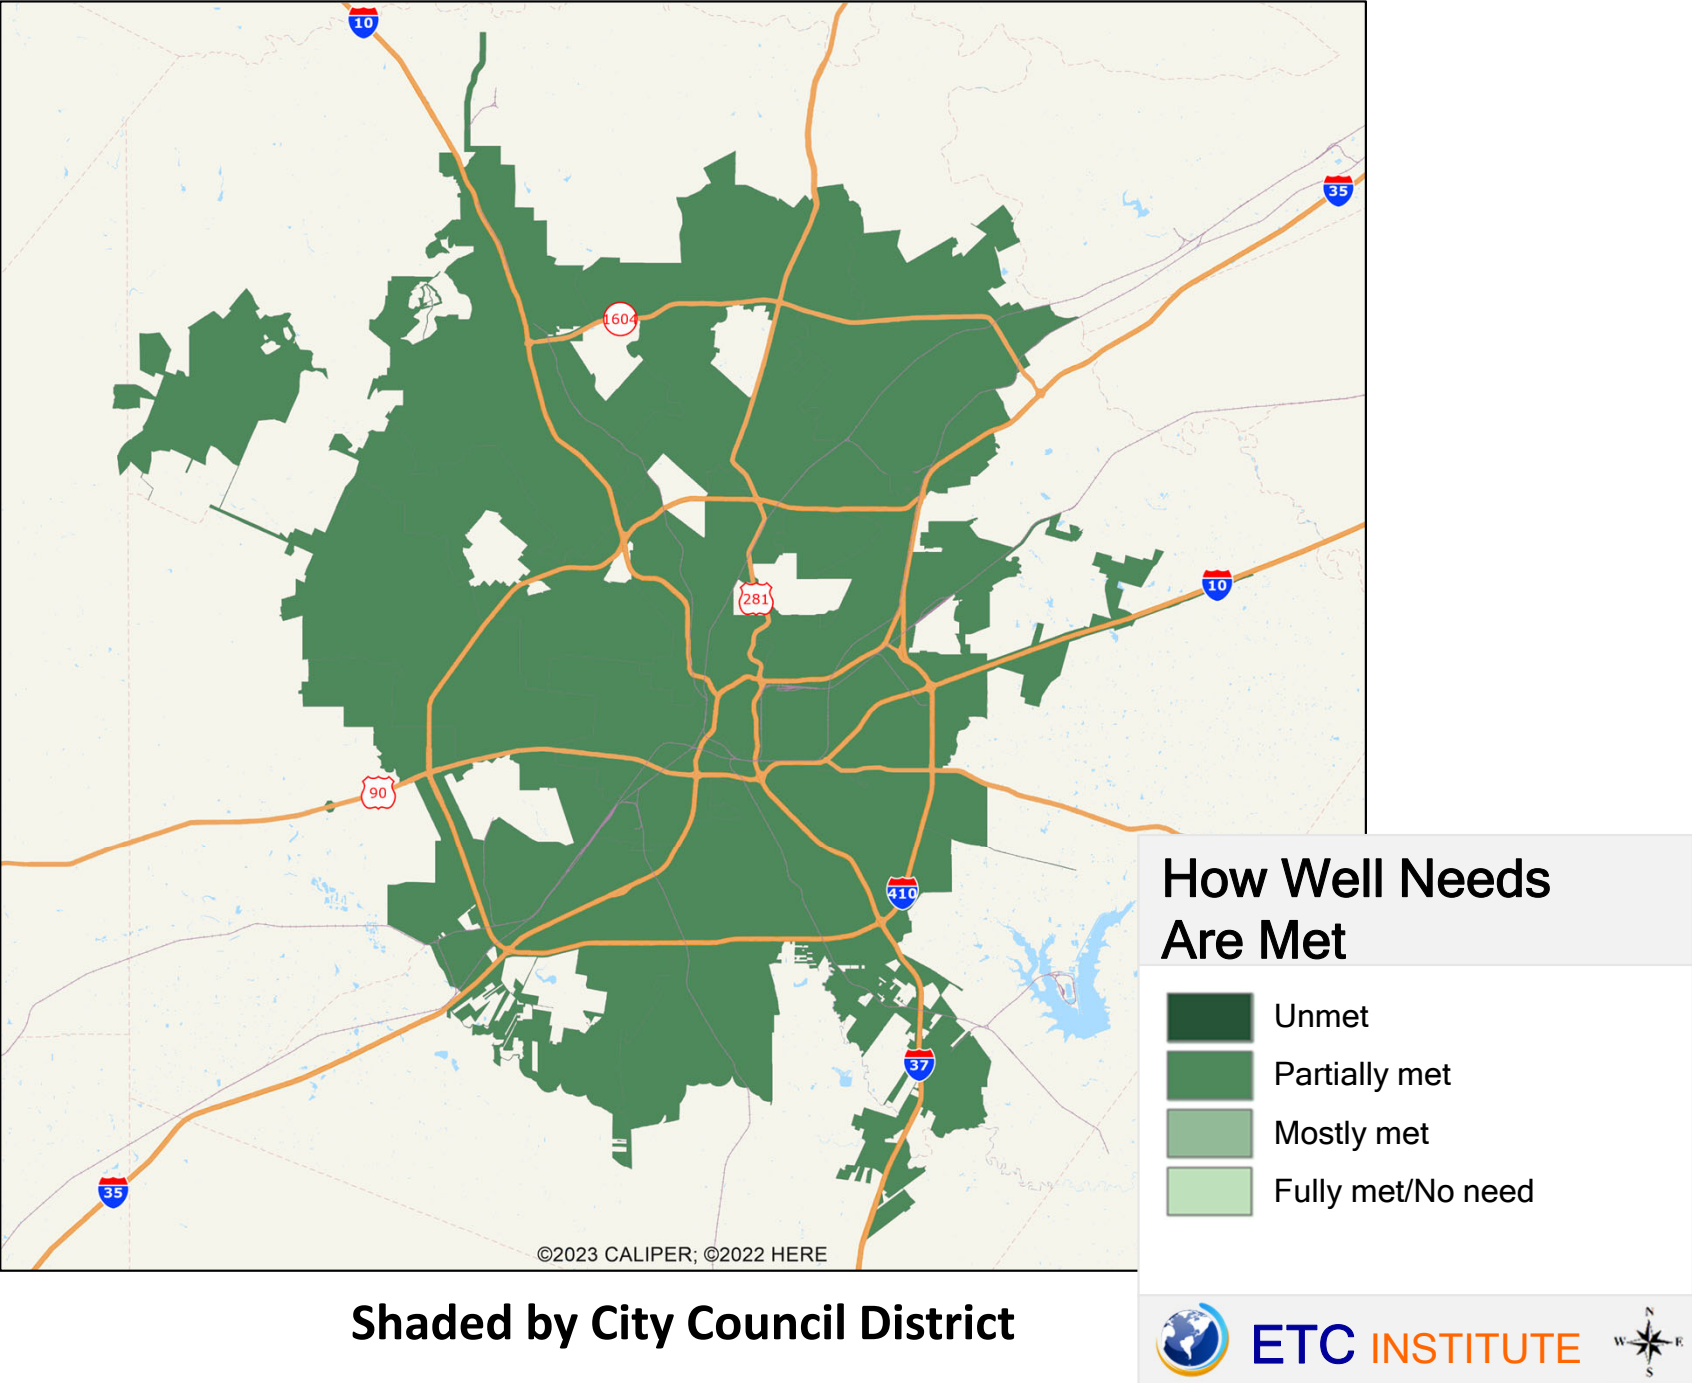 10
35
1604
281
10
90
410
37
35
©2023 CALIPER; ©2022 HERE
Shaded by City Council District
How Well Needs
Are Met
Unmet
Partially met
Mostly met
Fully met/No need
ETC INSTITUTE
N
W E
S